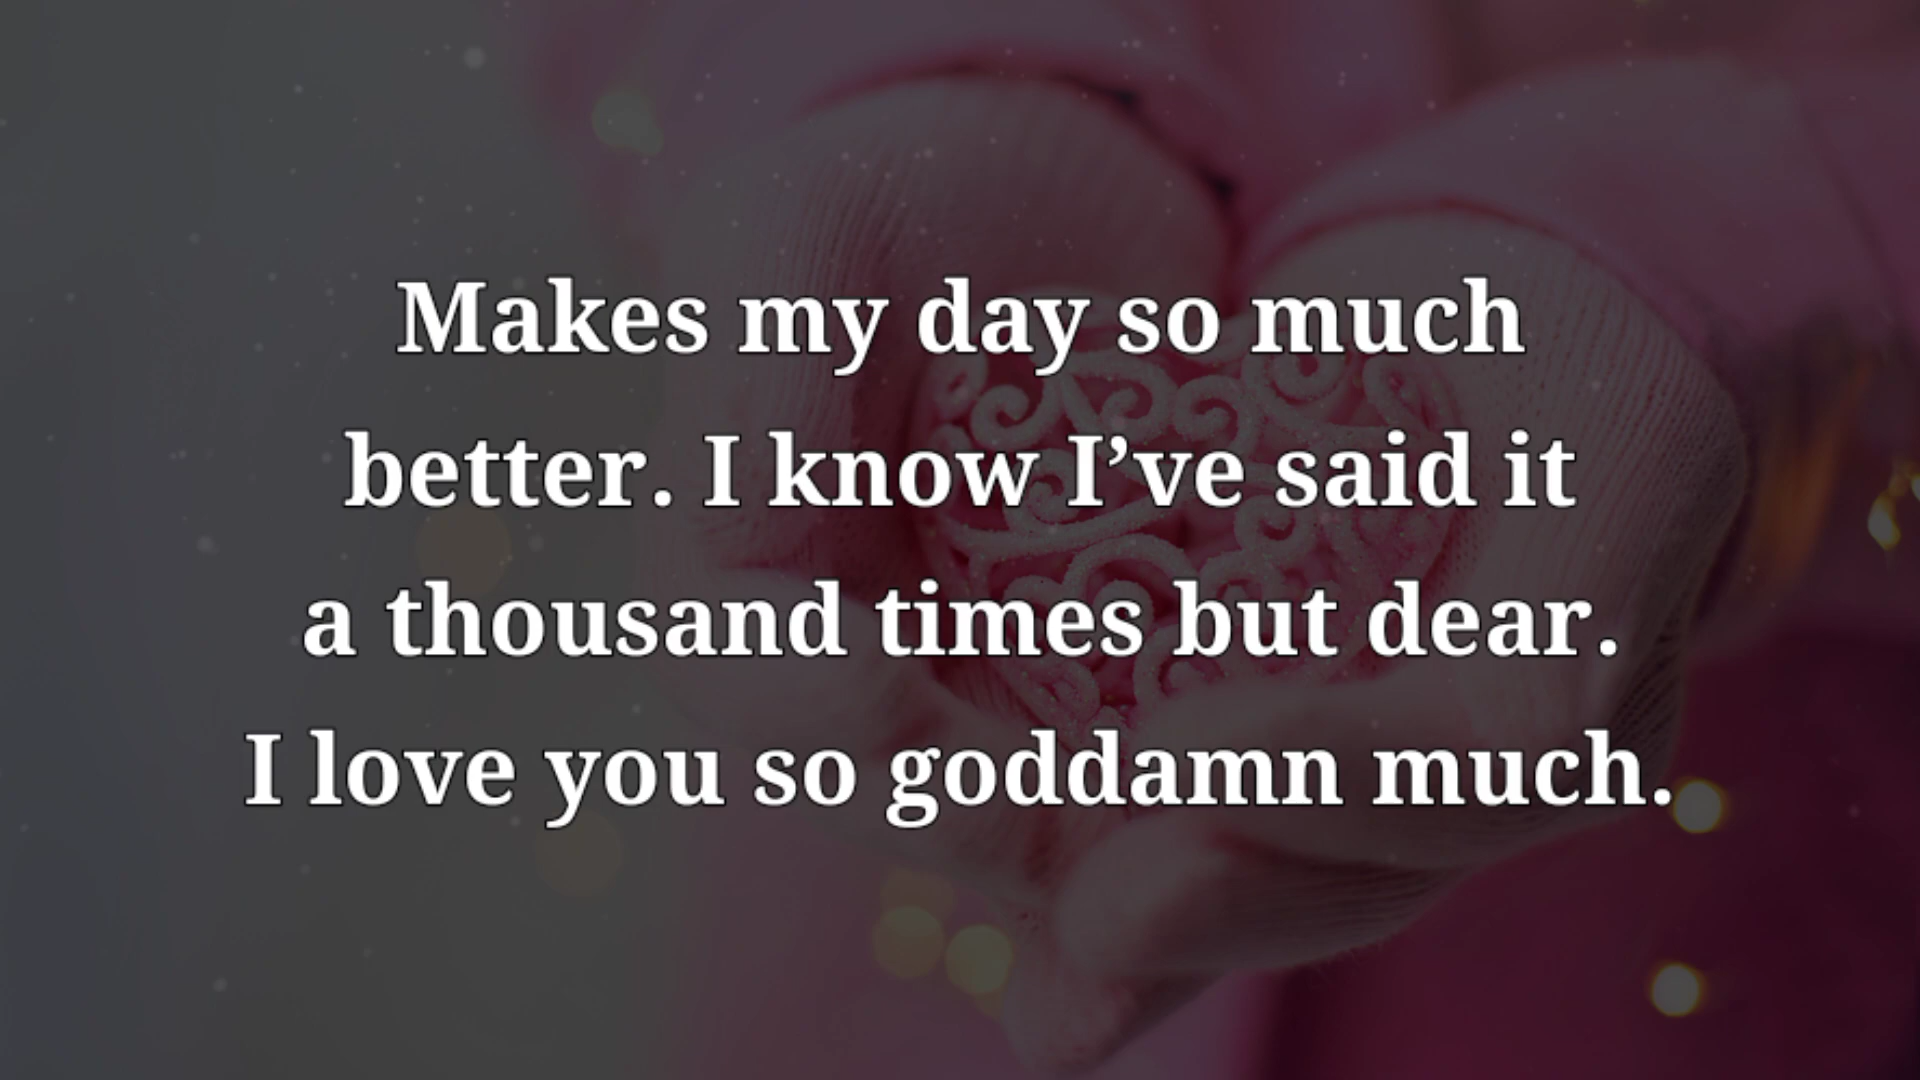 Makes my day so much
better. I know I’ve said it
a thousand times but dear.
I love you so goddamn much.